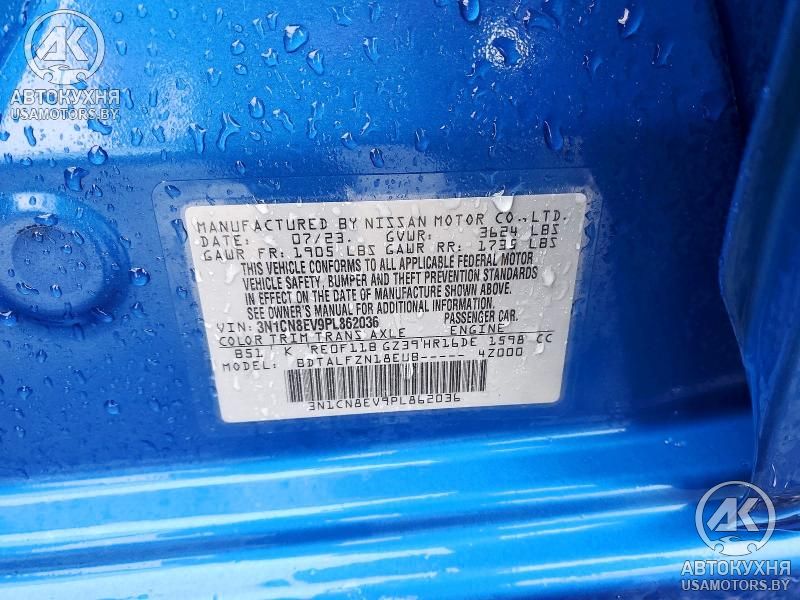 AK
АВТОКУХНЯ
USAMOTORS.BY
MANUFACTURED BY NISSAN MOTOR CO.,LTD.
DATE: 07/23. GVWR: 3624 LBS
GAWR FR: 1905 LBS GAWR RR: 1739 LBS
THIS VEHICLE CONFORMS TO ALL APPLICABLE FEDERAL MOTOR
VEHICLE SAFETY, BUMPER AND THEFT PREVENTION STANDARDS
IN EFFECT ON THE DATE OF MANUFACTURE SHOWN ABOVE.
SEE OWNER'S MANUAL FOR ADDITIONAL INFORMATION.
VIN: 3N1CN8EV9PL862036 PASSENGER CAR.
COLOR TRIM TRANS AXLE ENGINE
B51 K RE0F11B GZ39 HR16DE 1598 CC
MODEL: BDTALFZN18EUB----- 4Z000
3N1CN8EV9PL862036
AK
АВТОКУХНЯ
USAMOTORS.BY